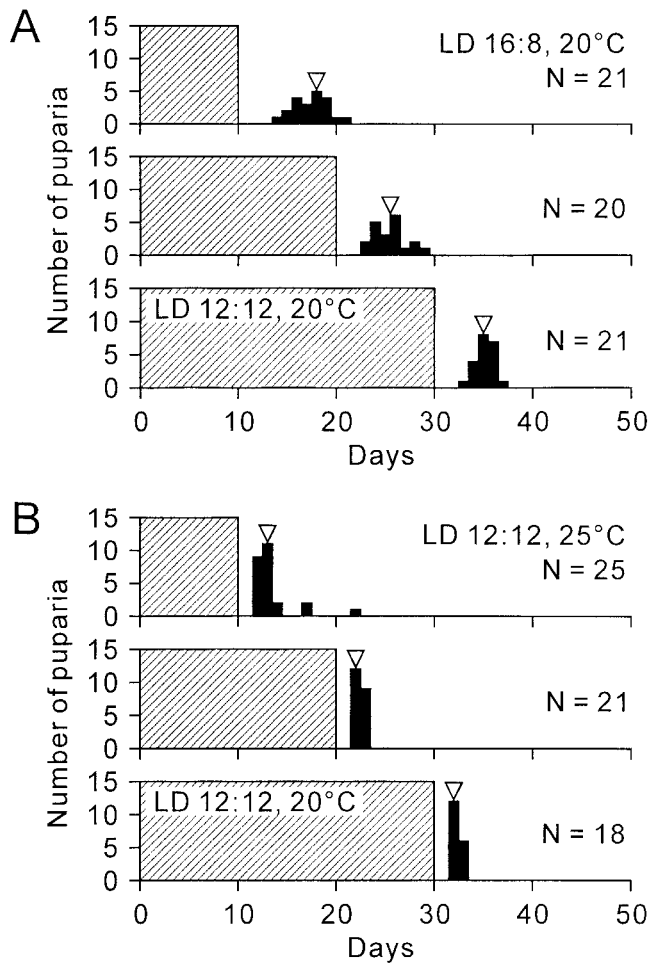 A
15
10
5
0
LD 16:8, 20°C
N = 21
15
10
5
0
N = 20
Number of puparia
15
10
5
0
LD 12:12, 20°C
N = 21
0 10 20 30 40 50
Days
B
15
10
5
0
LD 12:12, 25°C
N = 25
15
10
5
0
N = 21
Number of puparia
15
10
5
0
LD 12:12, 20°C
N = 18
0 10 20 30 40 50
Days